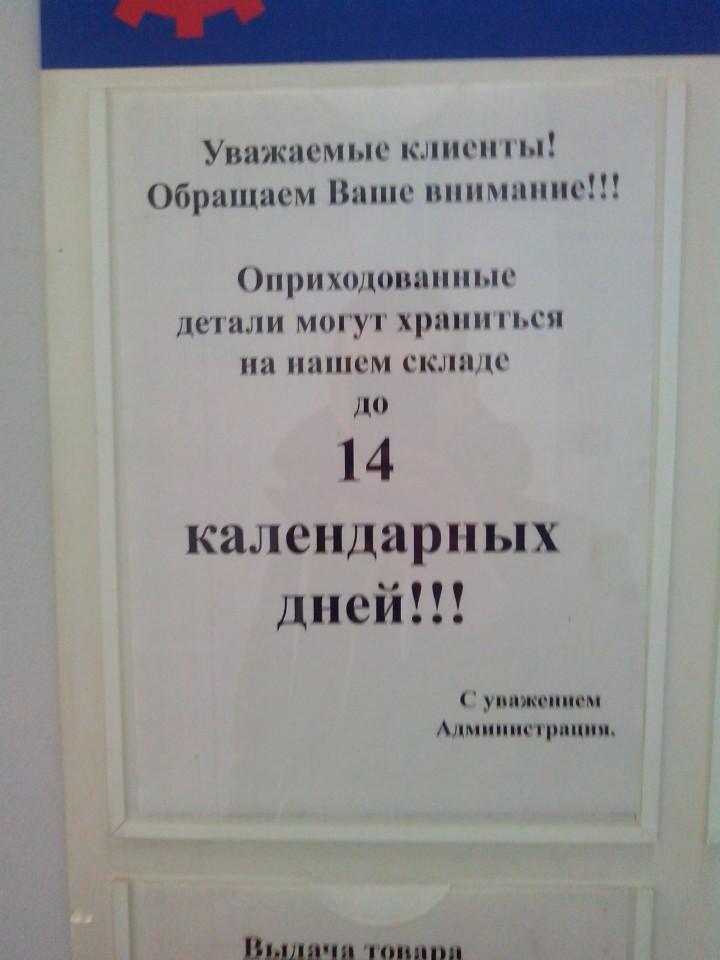 Уважаемые клиенты!
Обращаем Ваше внимание!!!
Оприходованные
детали могут храниться
на нашем складе
до
14
календарных
дней!!!
С уважением
Администрация.
Выдача товара